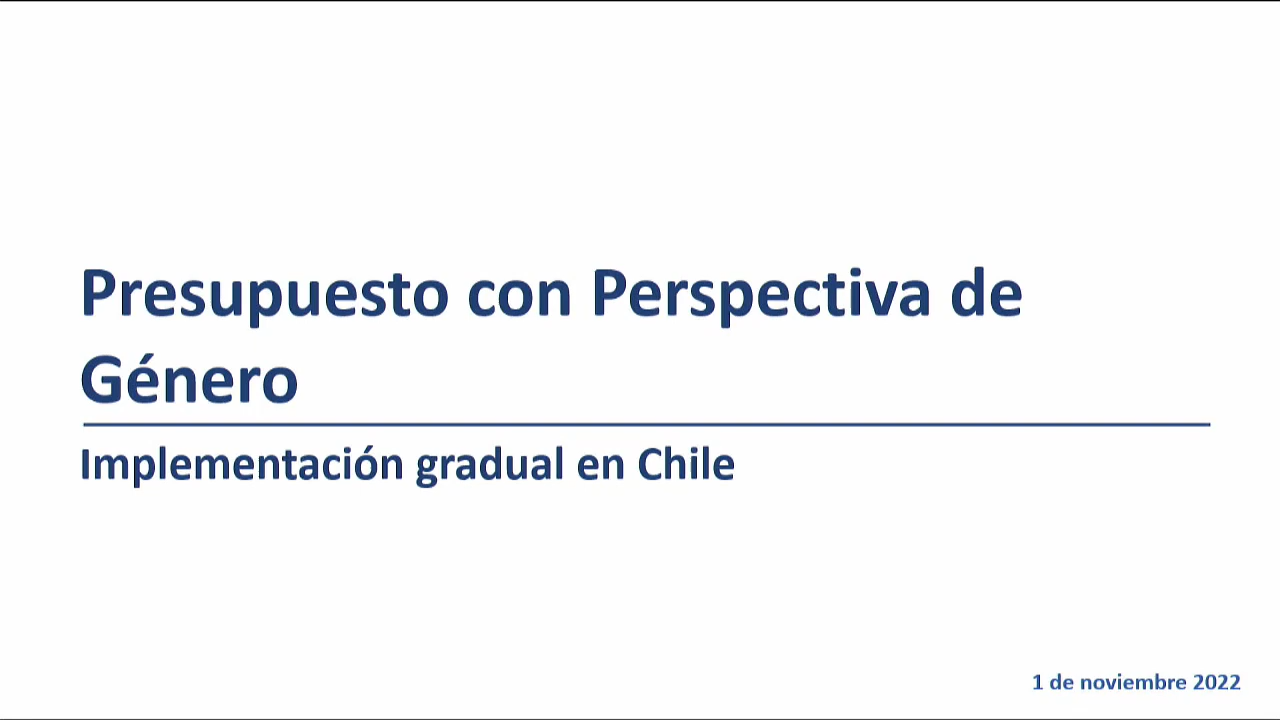 Presupuesto con Perspectiva de
Género
Implementación gradual en Chile
1 de noviembre 2022